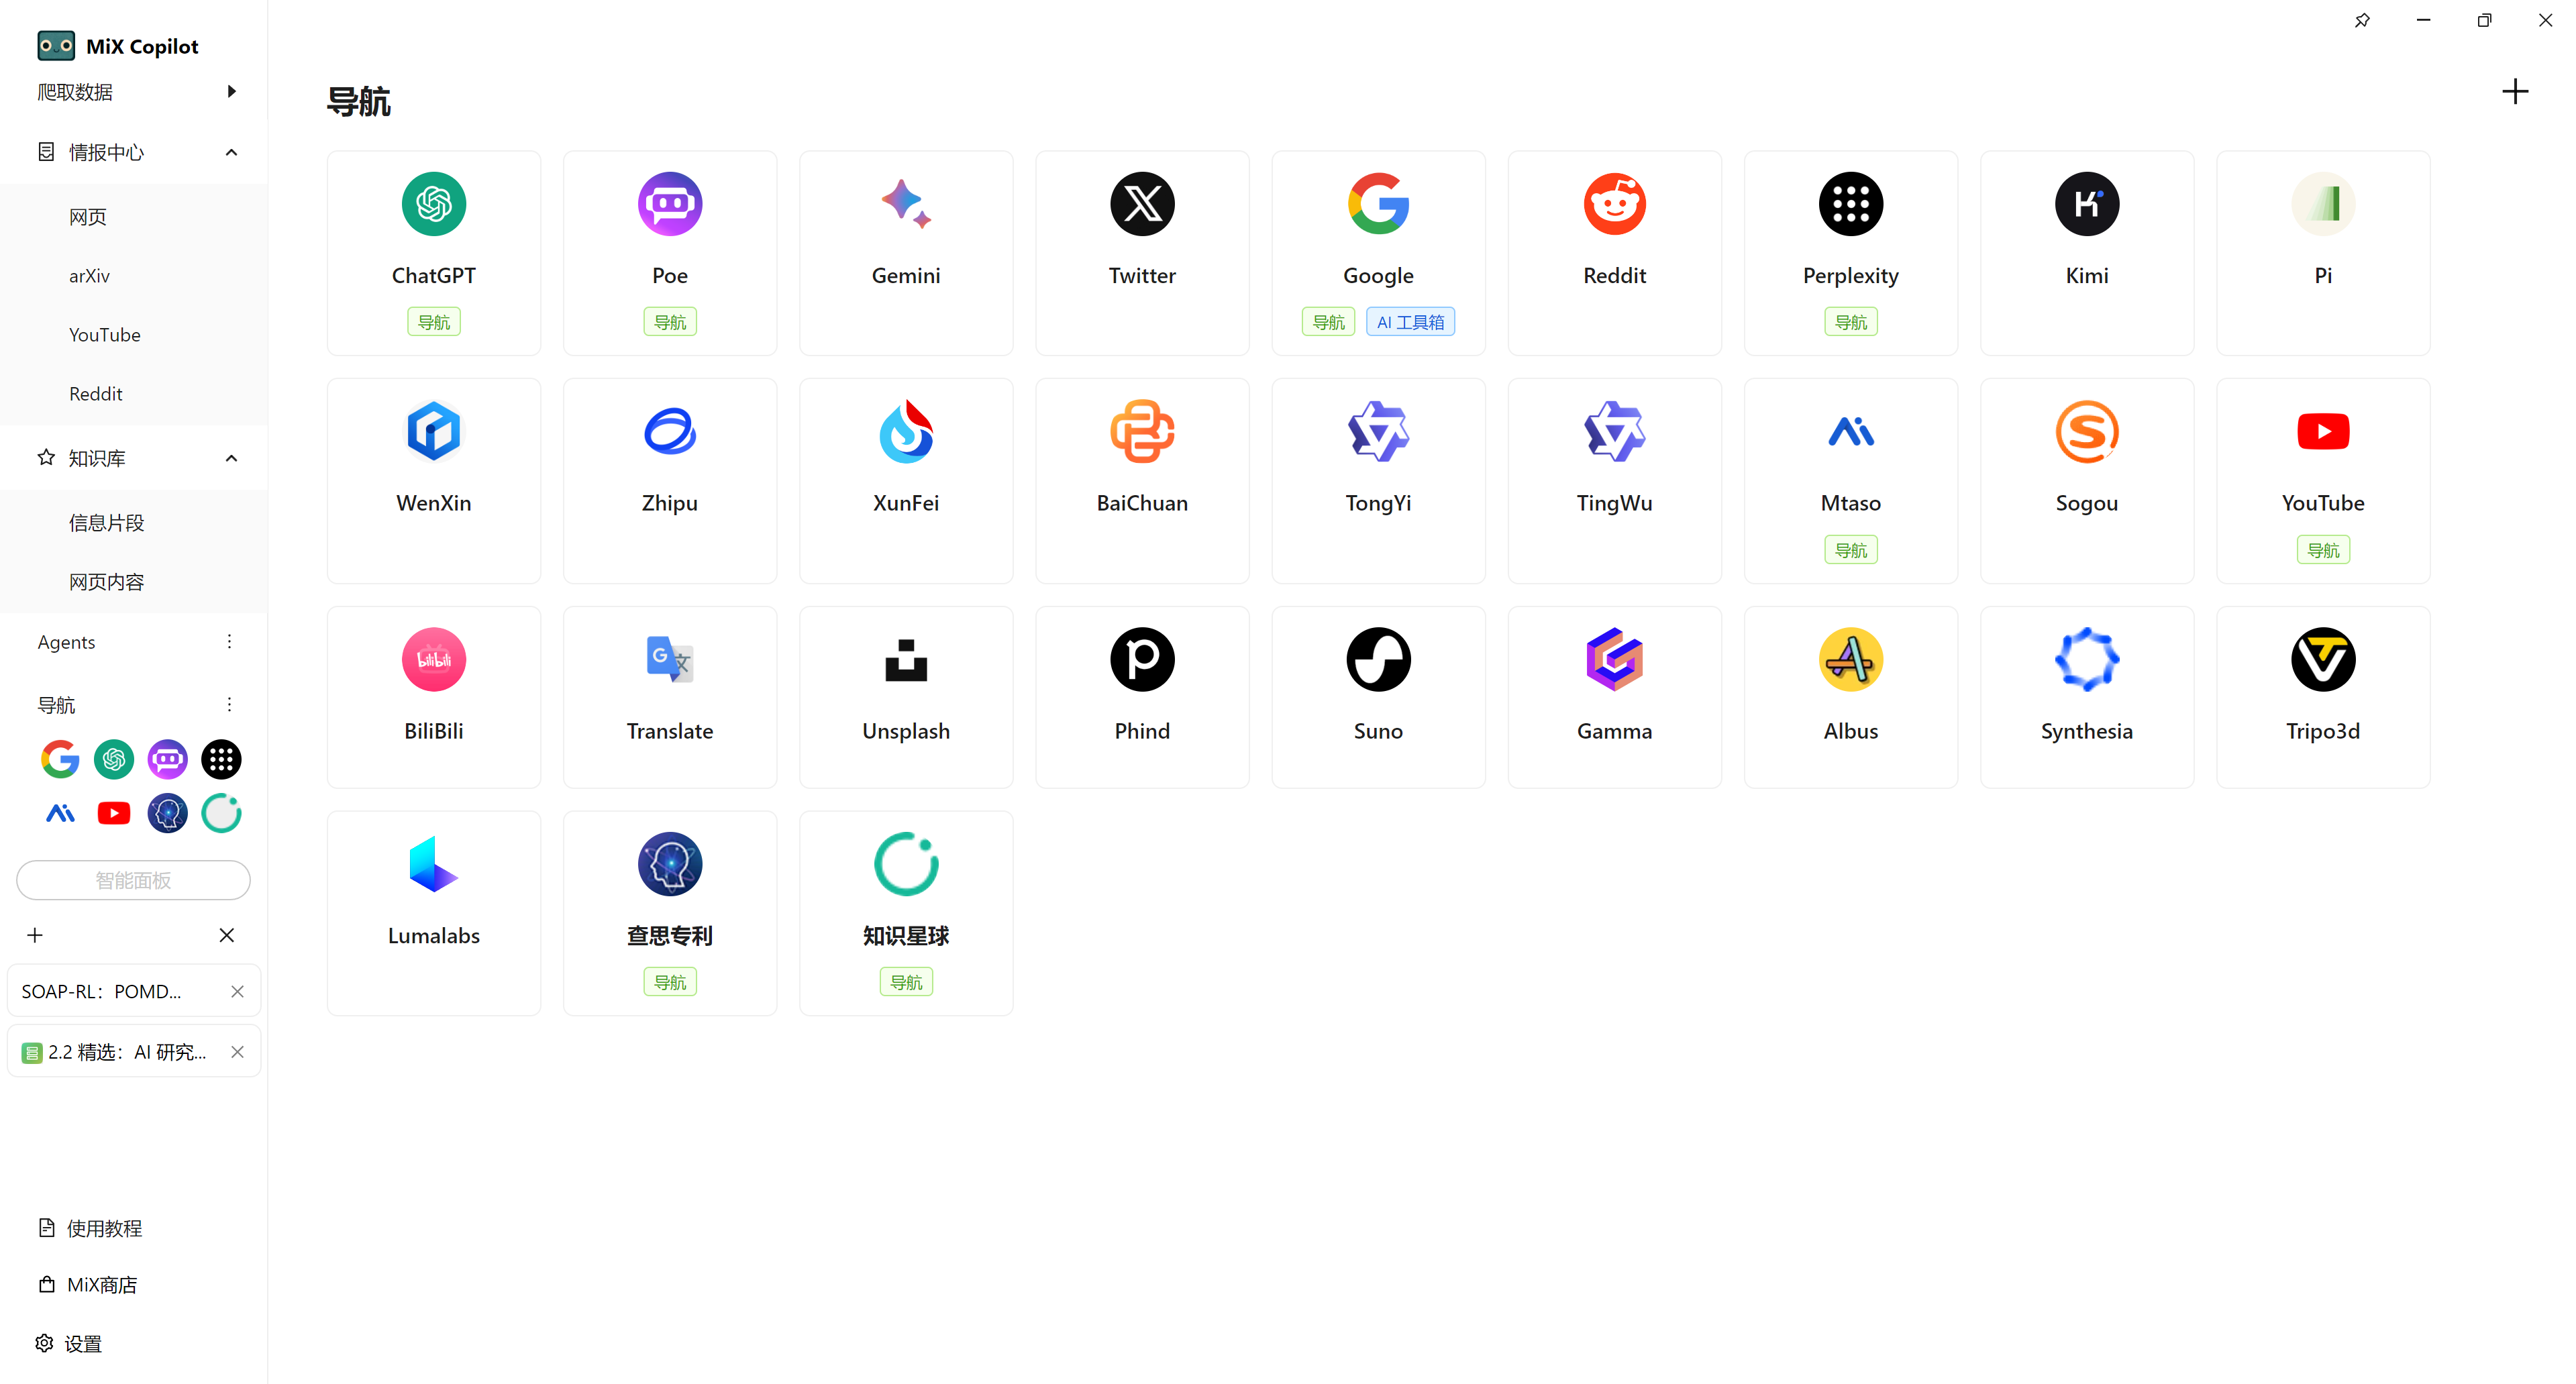 MiX Copilot
爬取数据
情报中心
网页
arXiv
YouTube
Reddit
知识库
信息片段
网页内容
Agents
导航
智能面板
SOAP-RL：POMD...
2.2 精选：AI 研究...
使用教程
MiX商店
设置
导航
ChatGPT
导航
Poe
导航
Gemini
Twitter
Google
导航 AI 工具箱
Reddit
Perplexity
导航
Kimi
Pi
WenXin
Zhipu
XunFei
BaiChuan
TongYi
TingWu
Mtaso
导航
Sogou
YouTube
导航
bilibili
BiliBili
Translate
Unsplash
Phind
Suno
Gamma
Albus
Synthesia
Tripo3d
Lumalabs
查思专利
导航
知识星球
导航